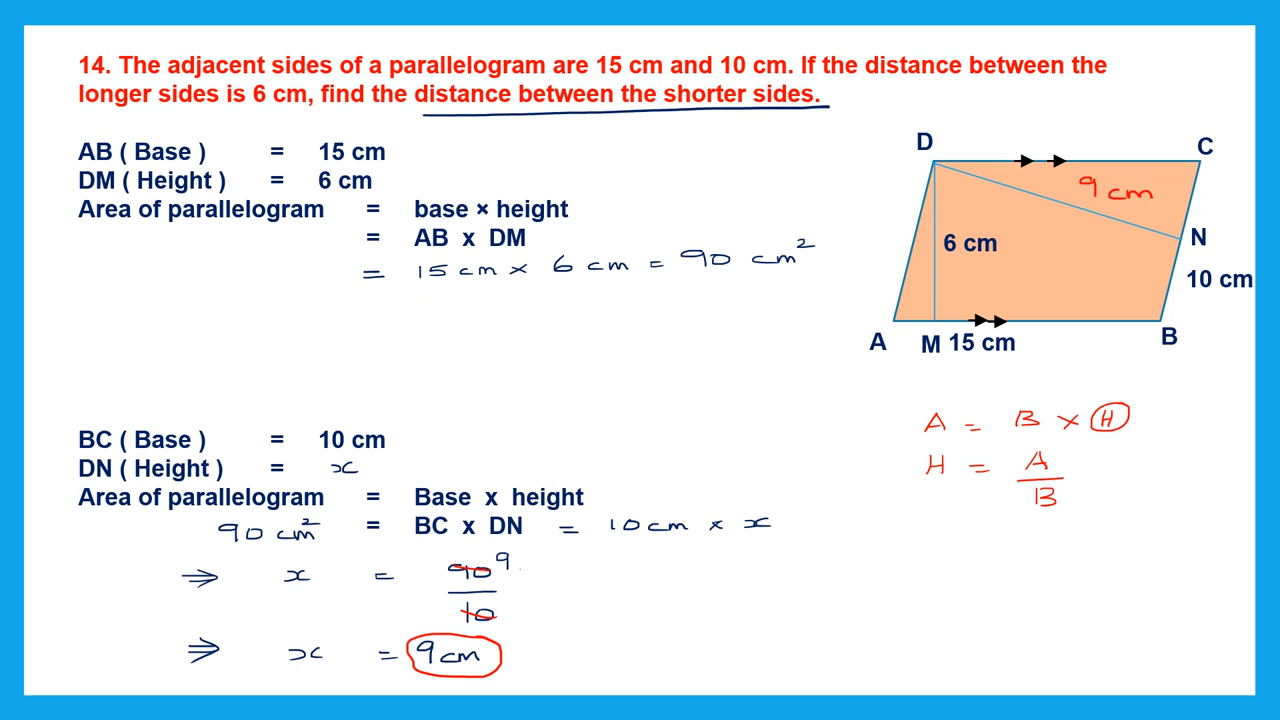 14. The adjacent sides of a parallelogram are 15 cm and 10 cm. If the distance between the
longer sides is 6 cm, find the distance between the shorter sides.
AB ( Base ) = 15 cm
DM ( Height ) = 6 cm
Area of parallelogram = base × height
= AB x DM
= 15 cm × 6 cm = 90 cm²
D
C
9 cm
6 cm
N
10 cm
A
M 15 cm
B
A = B × H
H = A/B
BC ( Base ) = 10 cm
DN ( Height ) = x
Area of parallelogram = Base x height
90 cm² = BC x DN = 10 cm × x
⇒ x = 90/10 9
⇒ x = 9 cm